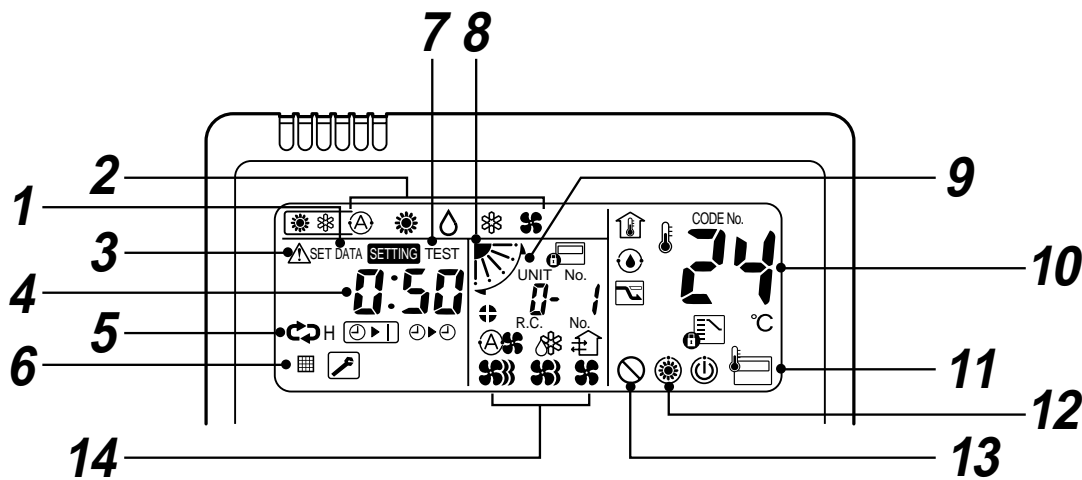 7 8
2
9
1
CODE No.
A
3
SET DATA SETTING TEST
24
10
UNIT No.
4
0:50
0- 1
R.C. No.
°C
5
H
A
6
11
12
13
14